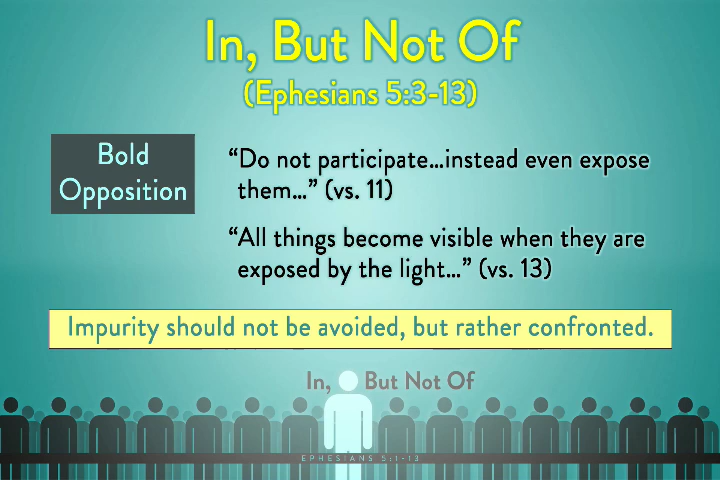 In, But Not Of
(Ephesians 5:3-13)
Bold
Opposition
“Do not participate...instead even expose
them...” (vs. 11)
“All things become visible when they are
exposed by the light...” (vs. 13)
Impurity should not be avoided, but rather confronted.
In, But Not Of
EPHESIANS 5:1-13